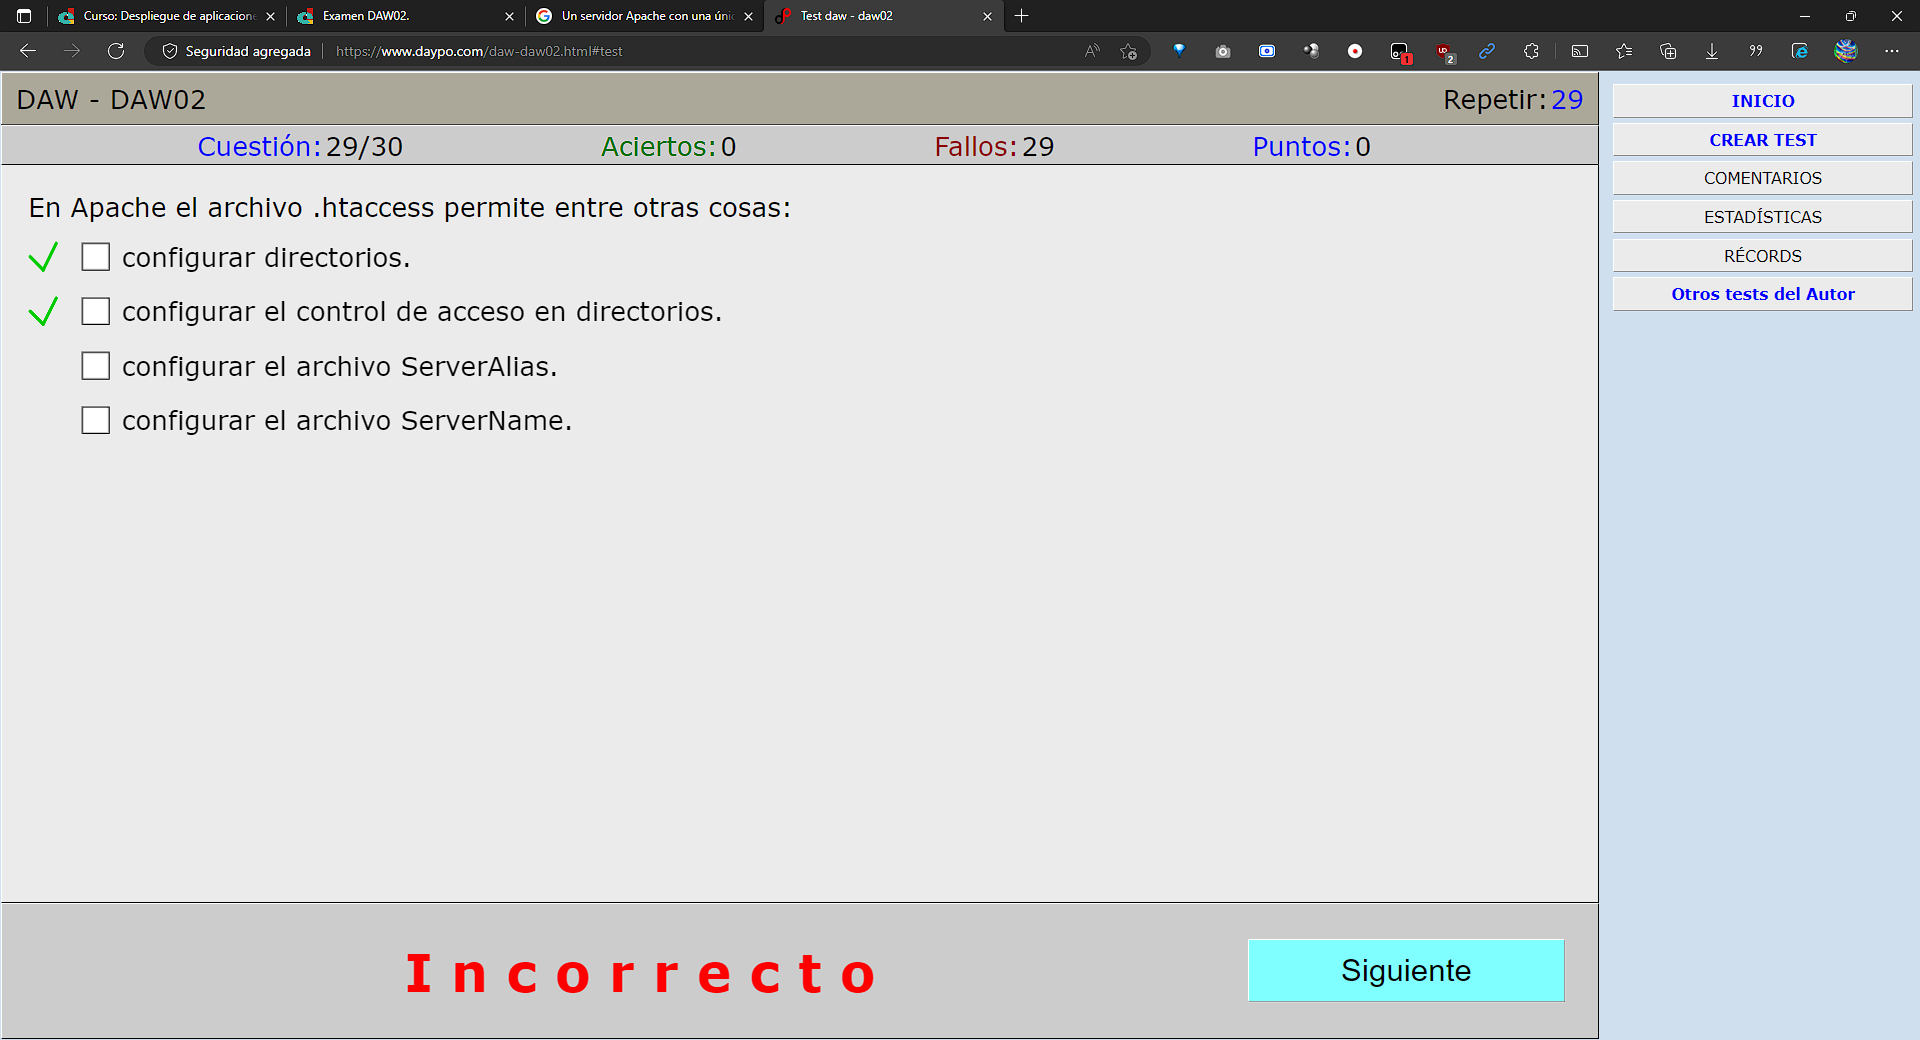 Curso: Despliegue de aplicacione
Examen DAW02.
Un servidor Apache con una únic
Test daw - daw02
Seguridad agregada
https://www.daypo.com/daw-daw02.html#test
1
2
DAW - DAW02
Repetir:29
Cuestión:29/30
Aciertos:0
Fallos:29
Puntos:0
En Apache el archivo .htaccess permite entre otras cosas:
configurar directorios.
configurar el control de acceso en directorios.
configurar el archivo ServerAlias.
configurar el archivo ServerName.
Incorrecto
Siguiente
INICIO
CREAR TEST
COMENTARIOS
ESTADÍSTICAS
RÉCORDS
Otros tests del Autor